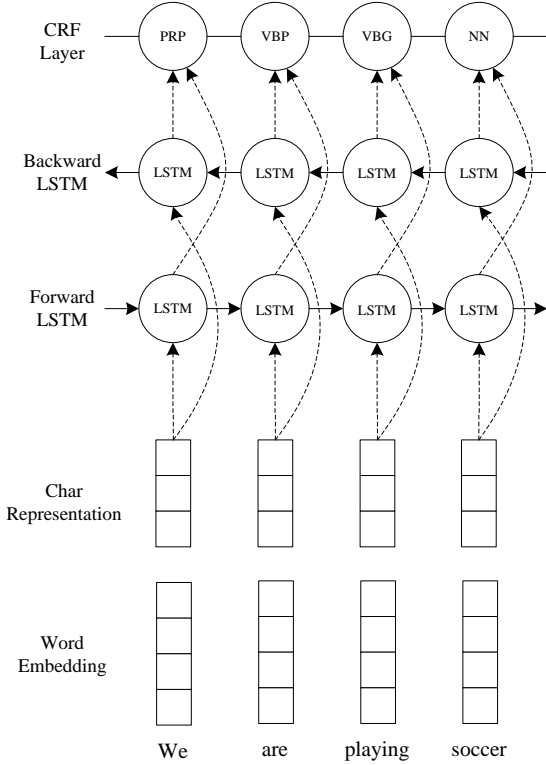 CRF PRP VBP VBG NN
Layer
Backward
LSTM LSTM LSTM LSTM LSTM
Forward
LSTM LSTM LSTM LSTM LSTM
Char
Representation
Word
Embedding
We are playing soccer